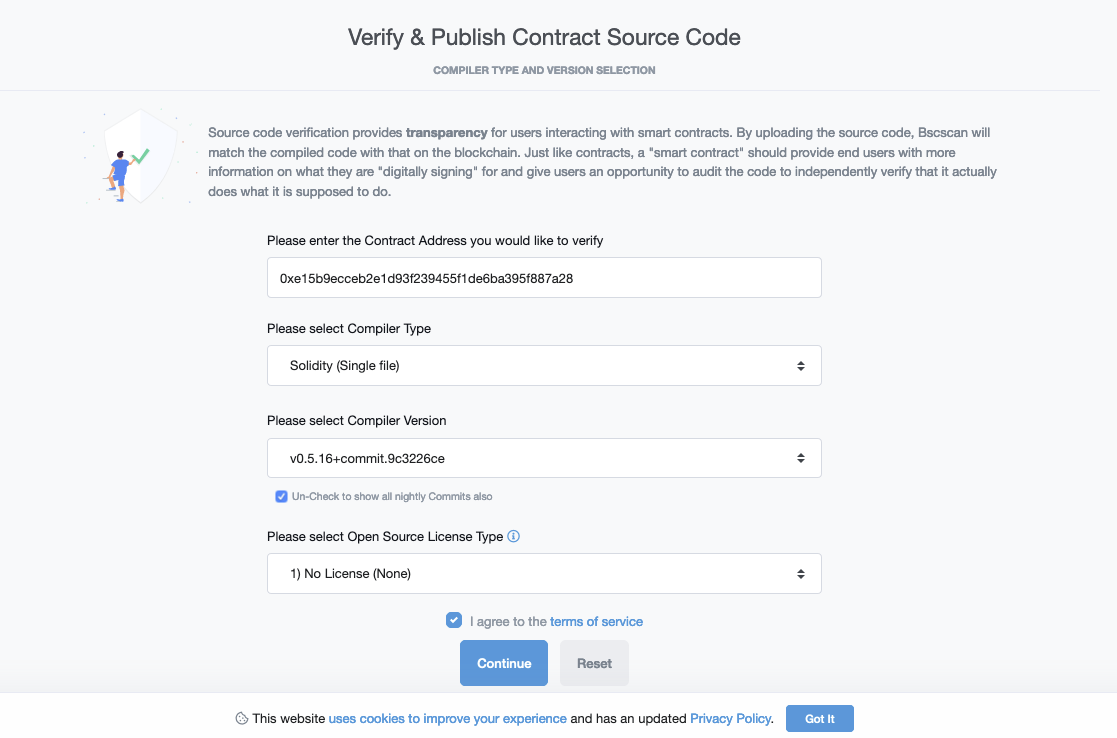 Verify & Publish Contract Source Code
COMPILER TYPE AND VERSION SELECTION
Source code verification provides transparency for users interacting with smart contracts. By uploading the source code, Bscscan will
match the compiled code with that on the blockchain. Just like contracts, a "smart contract" should provide end users with more
information on what they are "digitally signing" for and give users an opportunity to audit the code to independently verify that it actually
does what it is supposed to do.
Please enter the Contract Address you would like to verify
0xe15b9ecceb2e1d93f239455f1de6ba395f887a28
Please select Compiler Type
Solidity (Single file)
Please select Compiler Version
v0.5.16+commit.9c3226ce
Un-Check to show all nightly Commits also
Please select Open Source License Type
1) No License (None)
I agree to the terms of service
Continue Reset
This website uses cookies to improve your experience and has an updated Privacy Policy. Got It